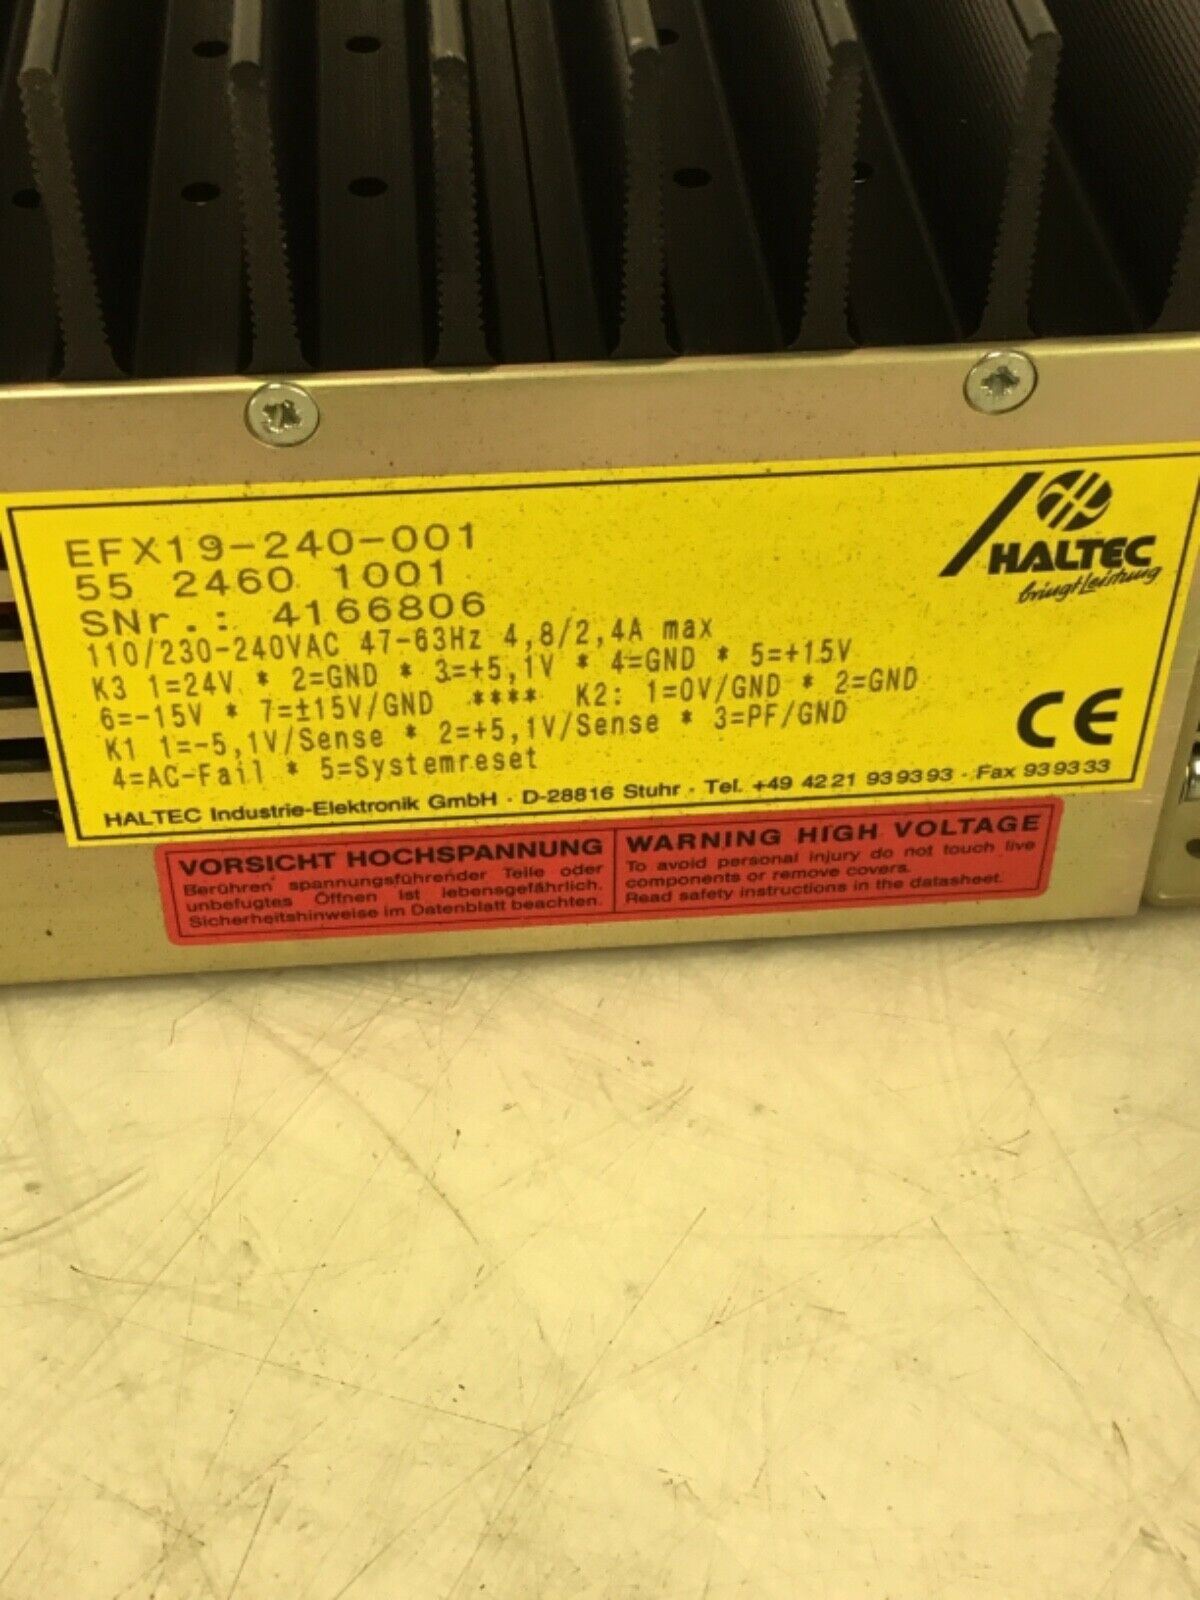 EFX19-240-001
55 2460 1001
SNr.: 4166806
110/230-240VAC 47-63Hz 4,8/2,4A max
K3 1=24V * 2=GND * 3=+5,1V * 4=GND * 5=+15V
6=-15V * 7=±15V/GND **** K2: 1=0V/GND * 2=GND
K1 1=-5,1V/Sense * 2=+5,1V/Sense * 3=PF/GND
4=AC-Fail * 5=Systemreset
HALTEC
bringt Leistung
CE
HALTEC Industrie-Elektronik GmbH · D-28816 Stuhr · Tel. +49 4221 939393 · Fax 939333
VORSICHT HOCHSPANNUNG
Berühren spannungsführender Teile oder
unbefugtes Öffnen ist lebensgefährlich.
Sicherheitshinweise im Datenblatt beachten.
WARNING HIGH VOLTAGE
To avoid personal injury do not touch live
components or remove covers.
Read safety instructions in the datasheet.